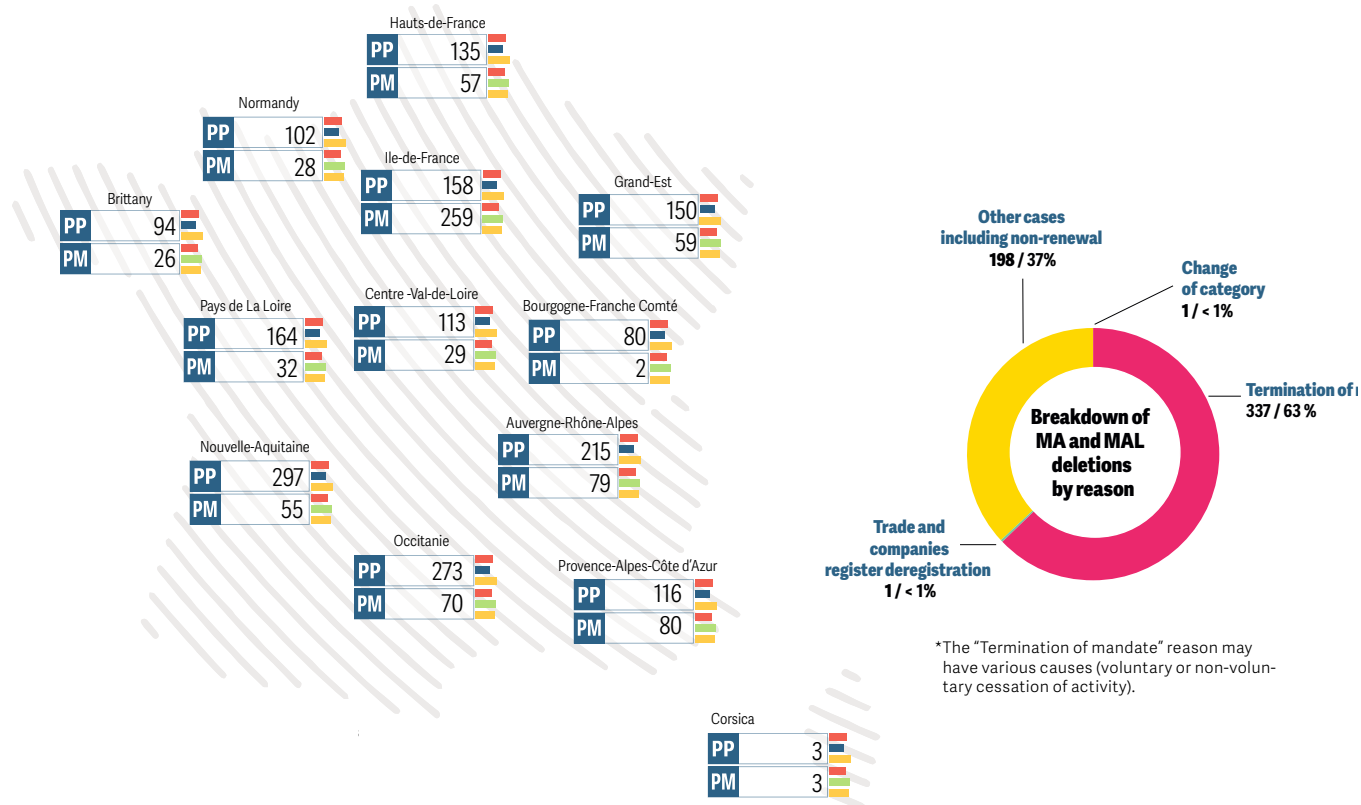 Hauts-de-France
PP 135
PM 57
Normandy
PP 102
PM 28
Ile-de-France
PP 158
PM 259
Grand-Est
PP 150
PM 59
Brittany
PP 94
PM 26
Pays de La Loire
PP 164
PM 32
Centre -Val-de-Loire
PP 113
PM 29
Bourgogne-Franche Comté
PP 80
PM 2
Auvergne-Rhône-Alpes
PP 215
PM 79
Nouvelle-Aquitaine
PP 297
PM 55
Occitanie
PP 273
PM 70
Provence-Alpes-Côte d'Azur
PP 116
PM 80
Corsica
PP 3
PM 3
Other cases
including non-renewal
198 / 37%
Change
of category
1 / < 1%
Termination of
337 / 63 %
Breakdown of
MA and MAL
deletions
by reason
Trade and
companies
register deregistration
1 / < 1%
*The “Termination of mandate” reason may
have various causes (voluntary or non-volun-
tary cessation of activity).